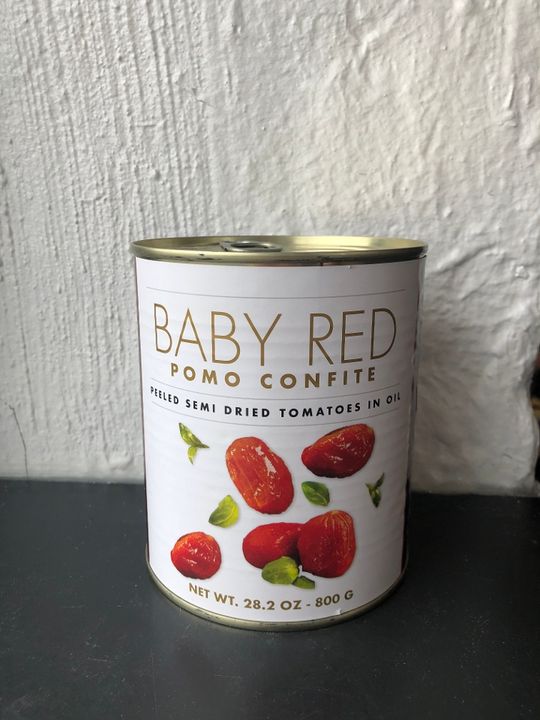 BABY RED
POMO CONFITE
PEELED SEMI DRIED TOMATOES IN OIL
NET WT. 28.2 OZ - 800 G